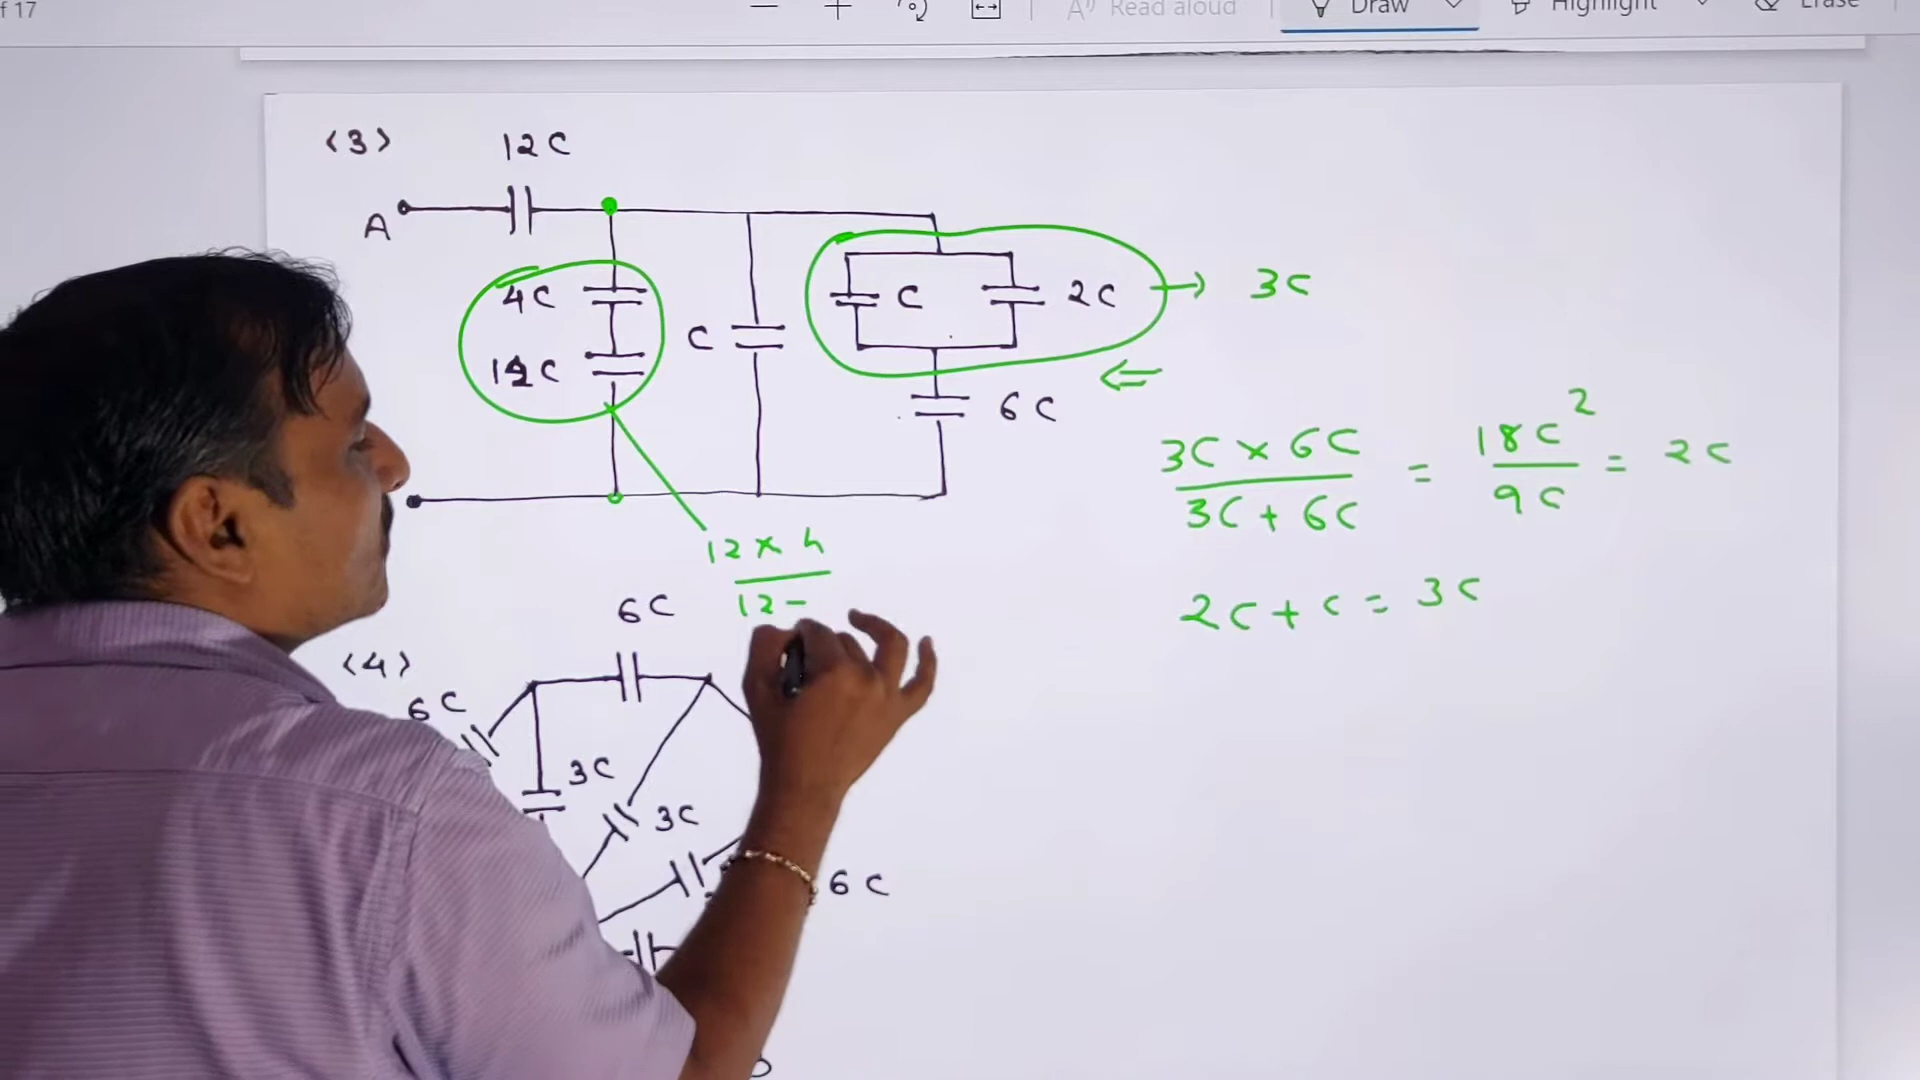 f 17
Read aloud
Draw
Highlight
Erase
<3>
12C
A
4C
12C
C
C
2C
→ 3C
6C
⇐
3C × 6C / 3C + 6C = 18C² / 9C = 2C
12 × 4
12 -
2C + C = 3C
<4>
6C
6C
3C
3C
6C